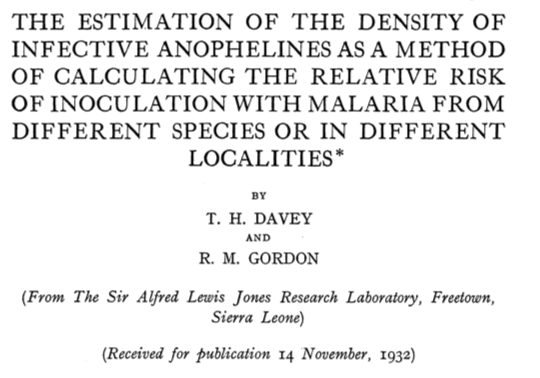 THE ESTIMATION OF THE DENSITY OF
INFECTIVE ANOPHELINES AS A METHOD
OF CALCULATING THE RELATIVE RISK
OF INOCULATION WITH MALARIA FROM
DIFFERENT SPECIES OR IN DIFFERENT
LOCALITIES*
BY
T. H. DAVEY
AND
R. M. GORDON
(From The Sir Alfred Lewis Jones Research Laboratory, Freetown,
Sierra Leone)
(Received for publication 14 November, 1932)